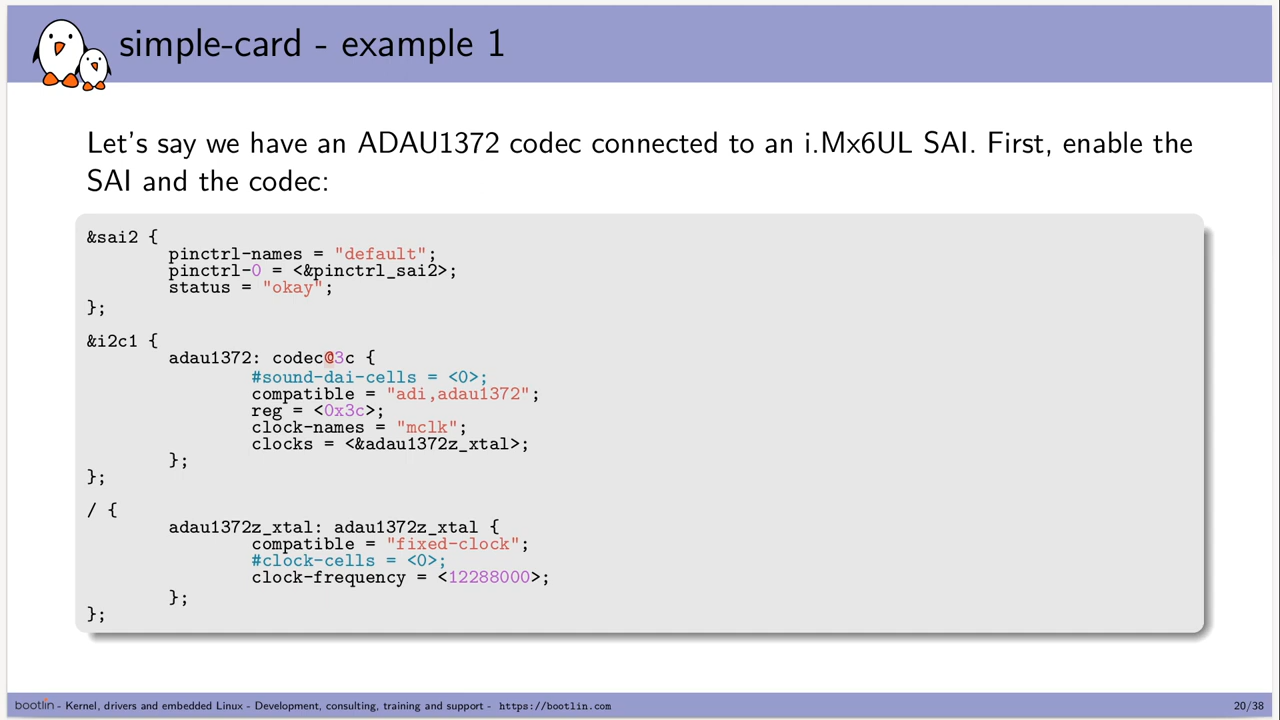 simple-card - example 1
Let's say we have an ADAU1372 codec connected to an i.Mx6UL SAI. First, enable the
SAI and the codec:
&sai2 {
pinctrl-names = "default";
pinctrl-0 = <&pinctrl_sai2>;
status = "okay";
};
&i2c1 {
adau1372: codec@3c {
#sound-dai-cells = <0>;
compatible = "adi,adau1372";
reg = <0x3c>;
clock-names = "mclk";
clocks = <&adau1372z_xtal>;
};
};
/ {
adau1372z_xtal: adau1372z_xtal {
compatible = "fixed-clock";
#clock-cells = <0>;
clock-frequency = <12288000>;
};
};
bootlin - Kernel, drivers and embedded Linux - Development, consulting, training and support - https://bootlin.com 20/38